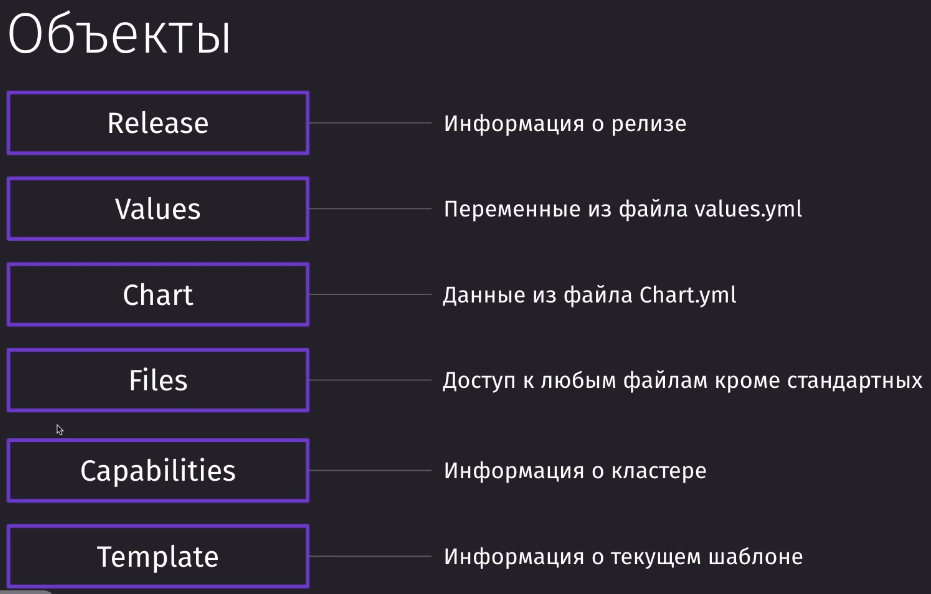 Объекты
Release Информация о релизе
Values Переменные из файла values.yml
Chart Данные из файла Chart.yml
Files Доступ к любым файлам кроме стандартных
Capabilities Информация о кластере
Template Информация о текущем шаблоне